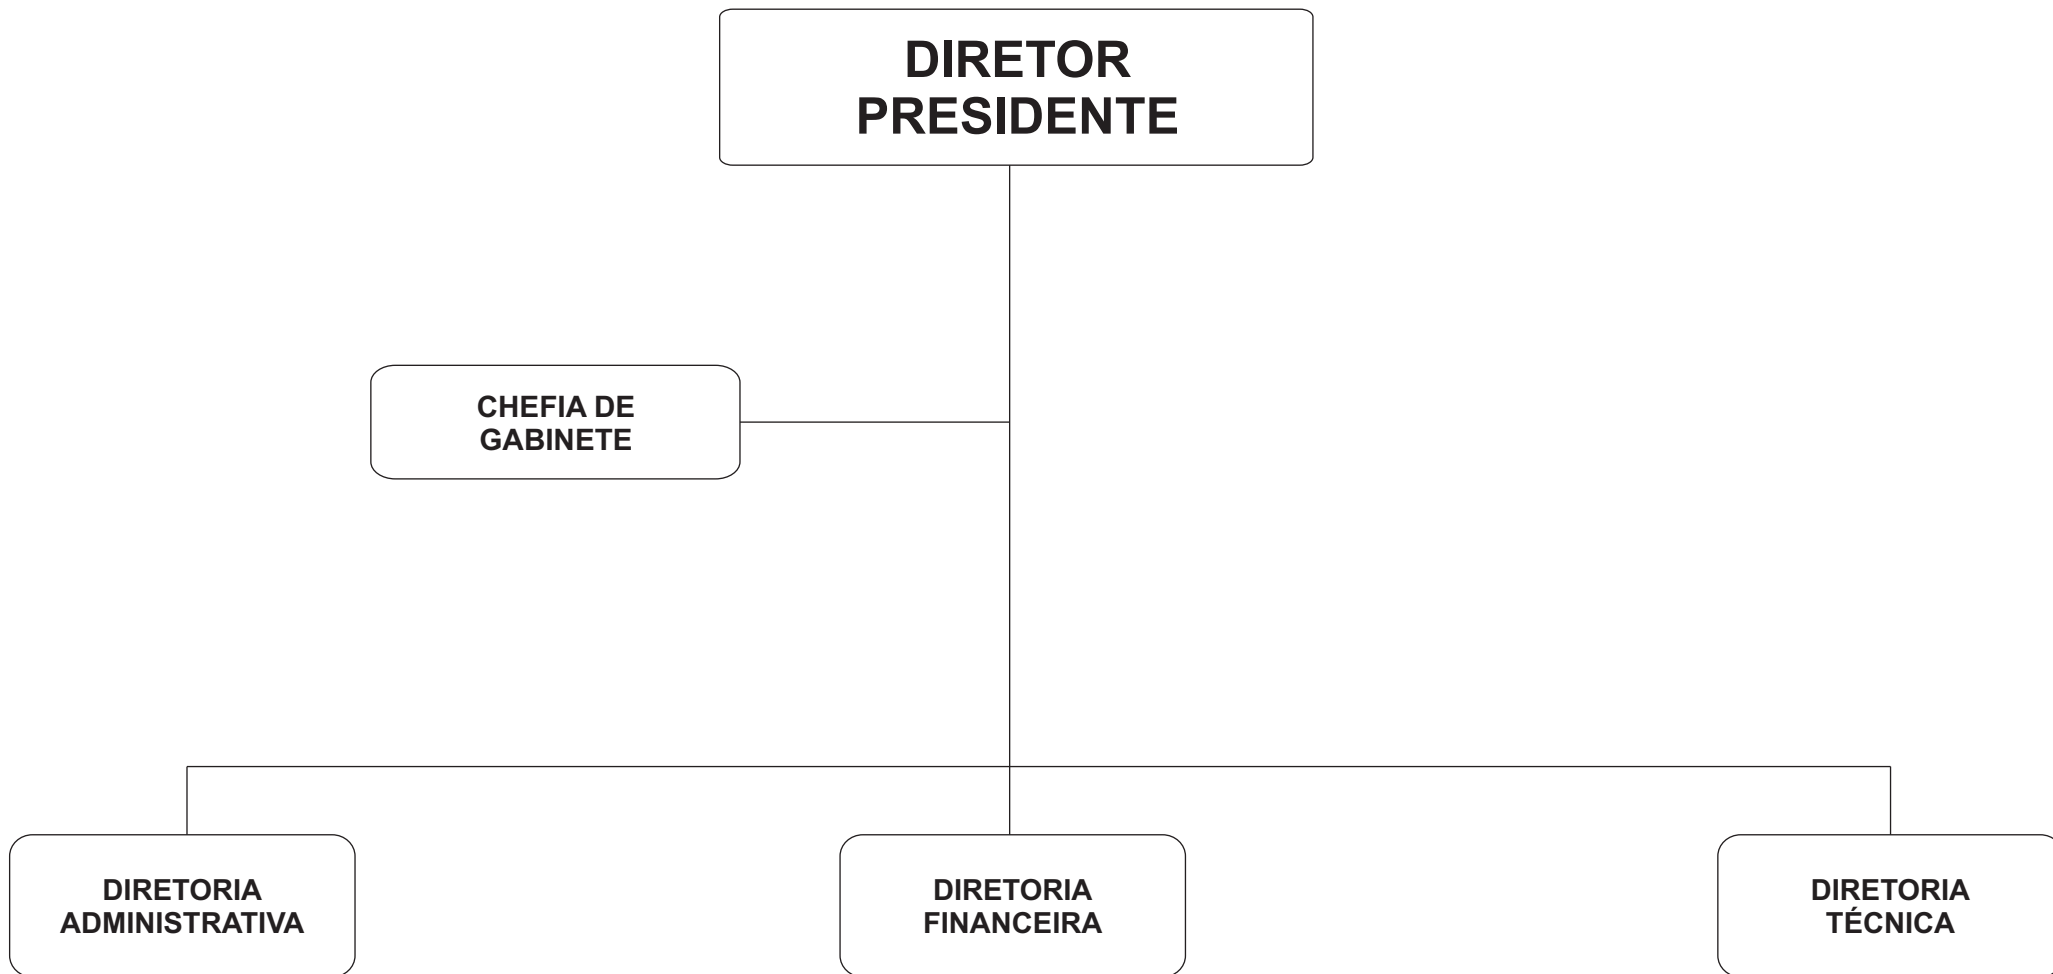 DIRETOR
PRESIDENTE
CHEFIA DE
GABINETE
DIRETORIA
ADMINISTRATIVA
DIRETORIA
FINANCEIRA
DIRETORIA
TÉCNICA